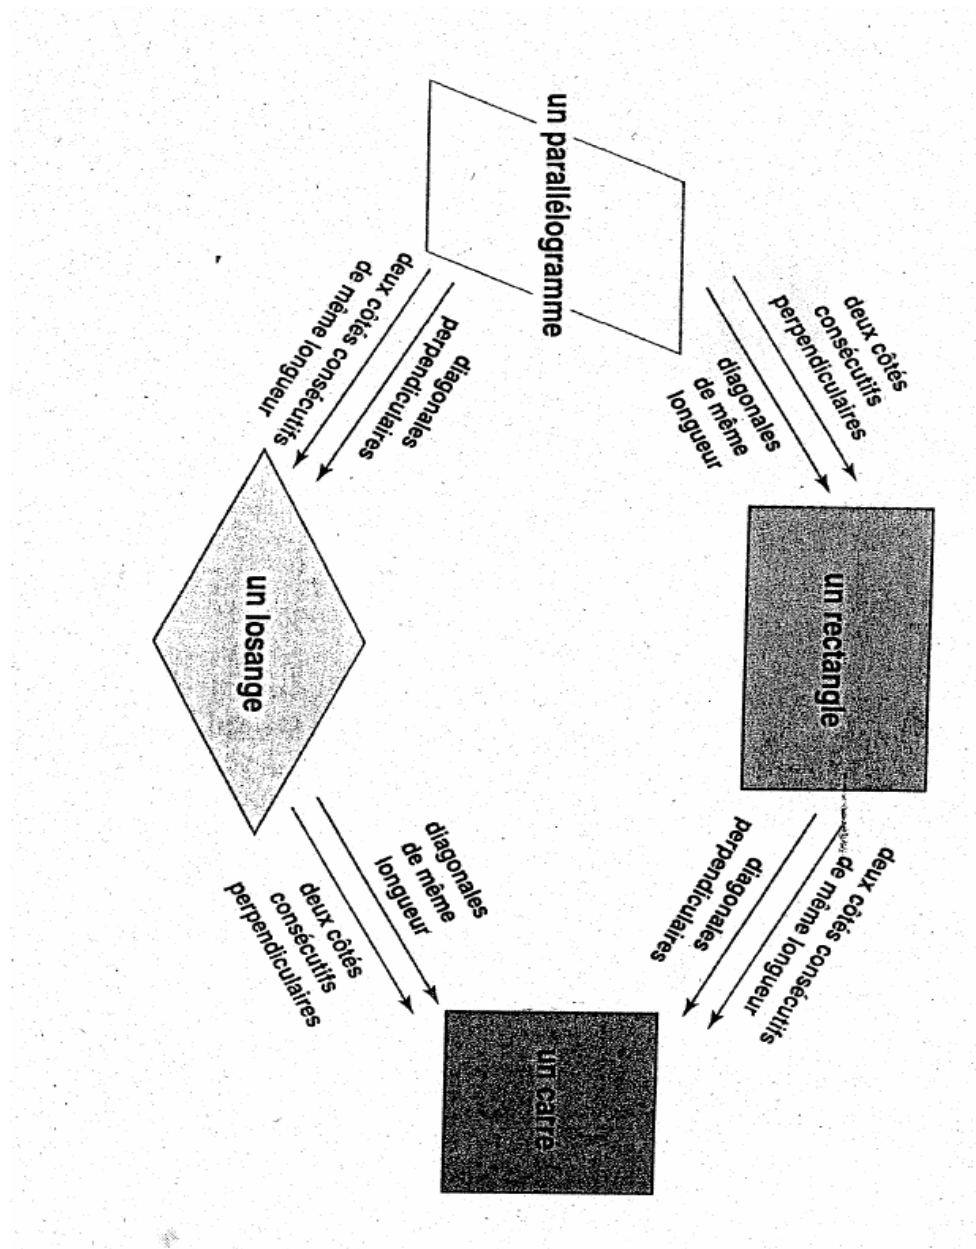 un parallélogramme
deux côtés
consécutifs
perpendiculaires
diagonales
de même
longueur
diagonales
perpendiculaires
deux côtés consécutifs
de même longueur
un rectangle
un losange
deux côtés consécutifs
de même longueur
diagonales
perpendiculaires
diagonales
de même
longueur
deux côtés
consécutifs
perpendiculaires
un carré